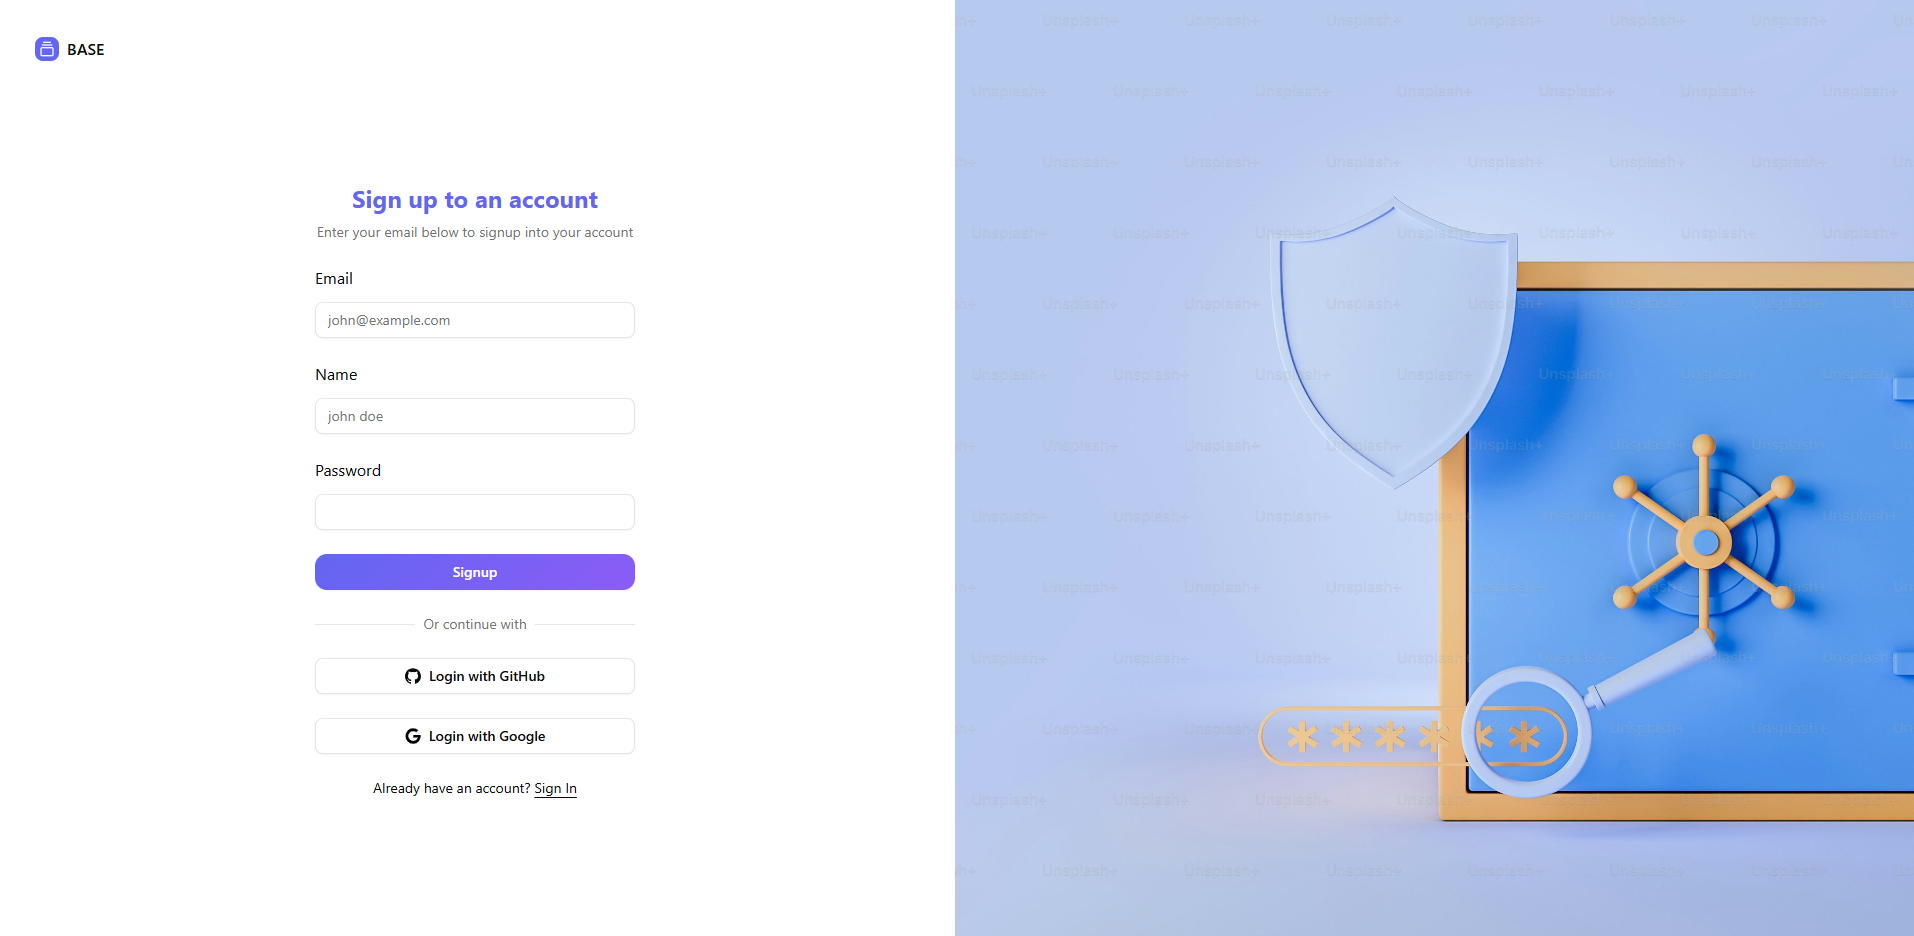 BASE
Sign up to an account
Enter your email below to signup into your account
Email
john@example.com
Name
john doe
Password
Signup
Or continue with
Login with GitHub
Login with Google
Already have an account? Sign In
Unsplash+
******